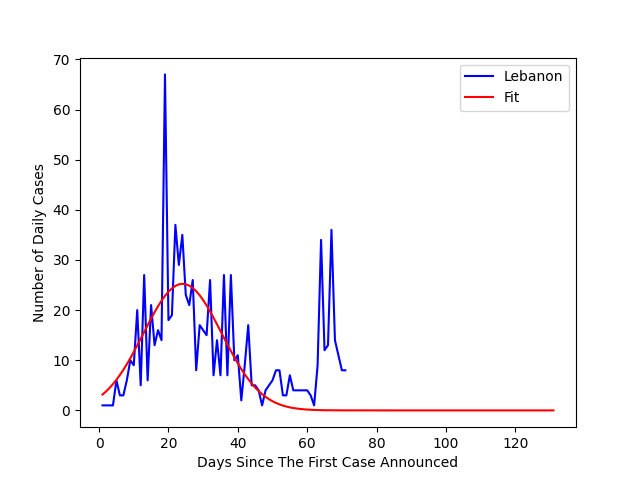 70
60
50
40
30
20
10
0
Number of Daily Cases
Lebanon
Fit
0 20 40 60 80 100 120
Days Since The First Case Announced